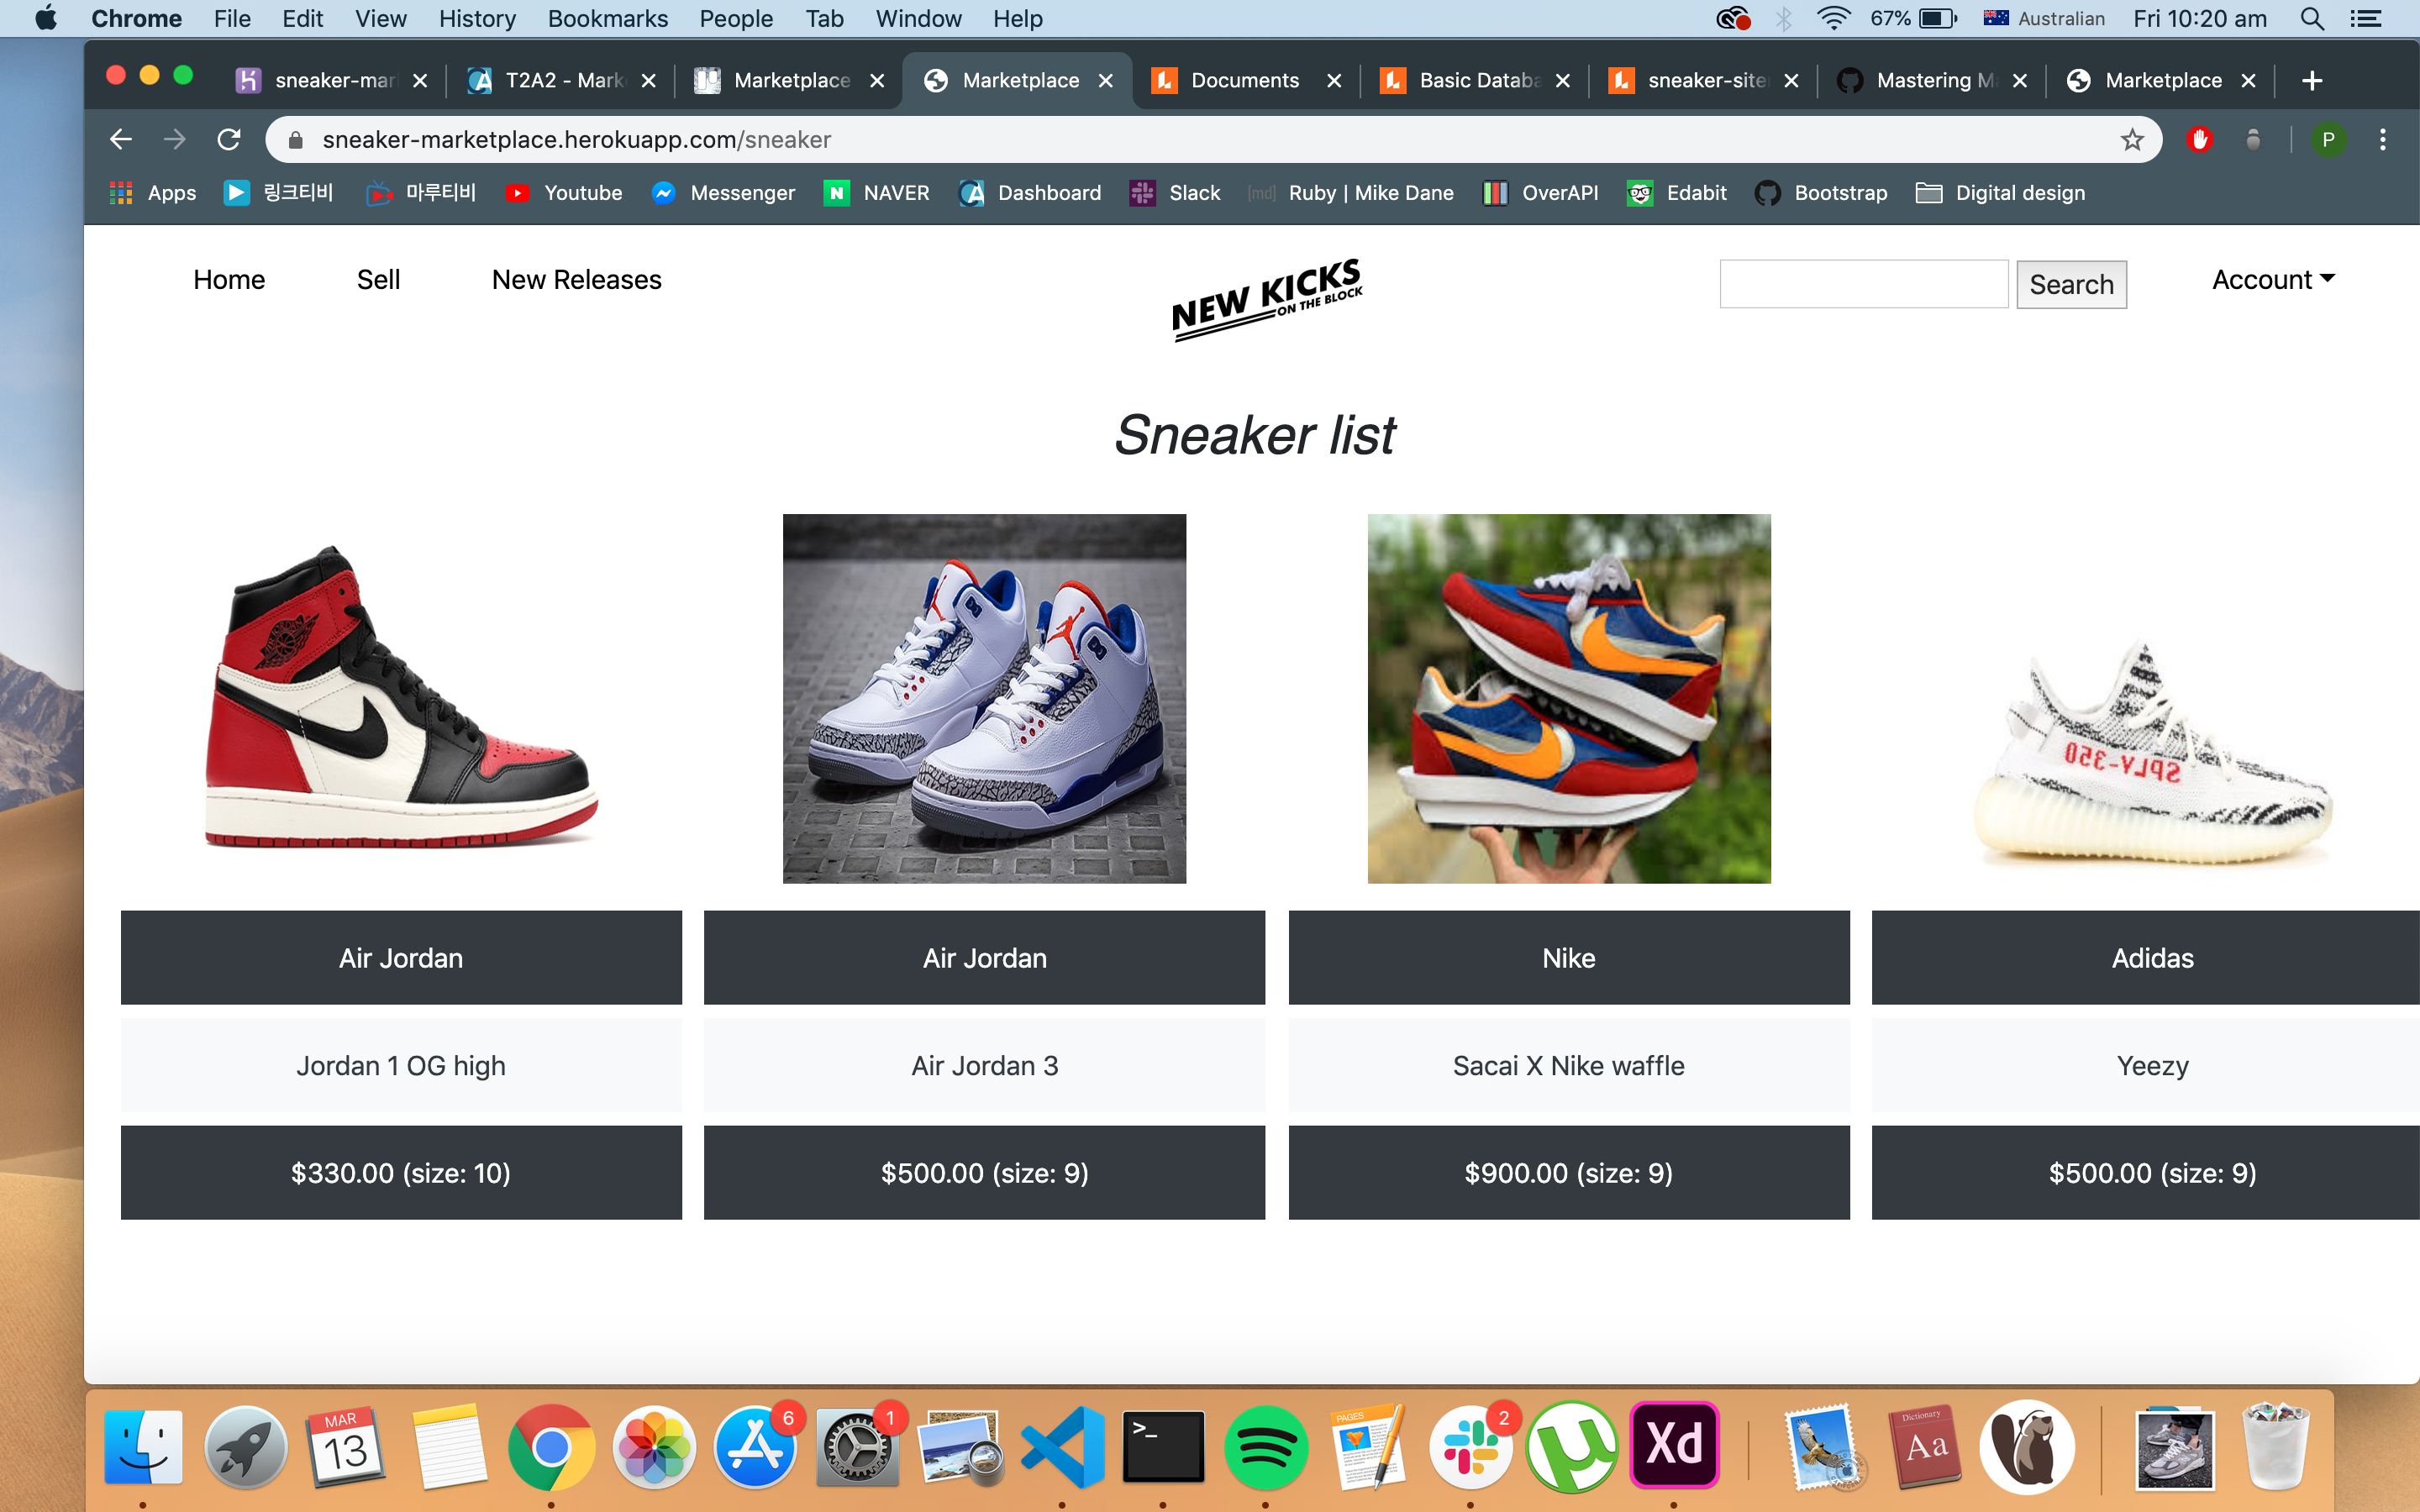 Chrome File Edit View History Bookmarks People Tab Window Help 67% Australian Fri 10:20 am
sneaker-mar T2A2 - Mark Marketplace Marketplace Documents Basic Databa sneaker-site Mastering M Marketplace
sneaker-marketplace.herokuapp.com/sneaker P
Apps 링크티비 마루티비 Youtube Messenger N NAVER Dashboard Slack [md] Ruby | Mike Dane OverAPI Edabit Bootstrap Digital design
Home Sell New Releases Search Account
NEW KICKS
ON THE BLOCK
Sneaker list
SPLY-350
Air Jordan Air Jordan Nike Adidas
Jordan 1 OG high Air Jordan 3 Sacai X Nike waffle Yeezy
$330.00 (size: 10) $500.00 (size: 9) $900.00 (size: 9) $500.00 (size: 9)
MAR
13
6
1
>_
PAGES
2
µ
Xd
Dictionary
Aa